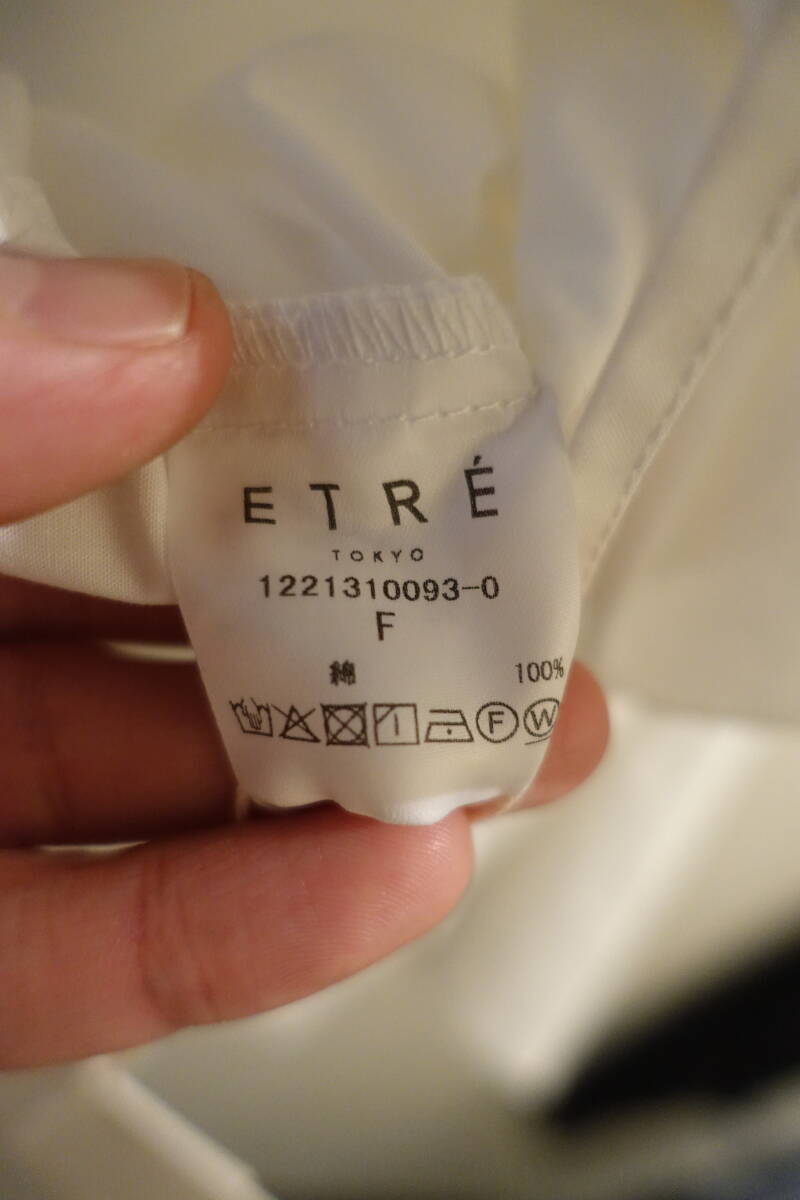 ETRÉ
TOKYO
1221310093-0
F
綿 100%
F W